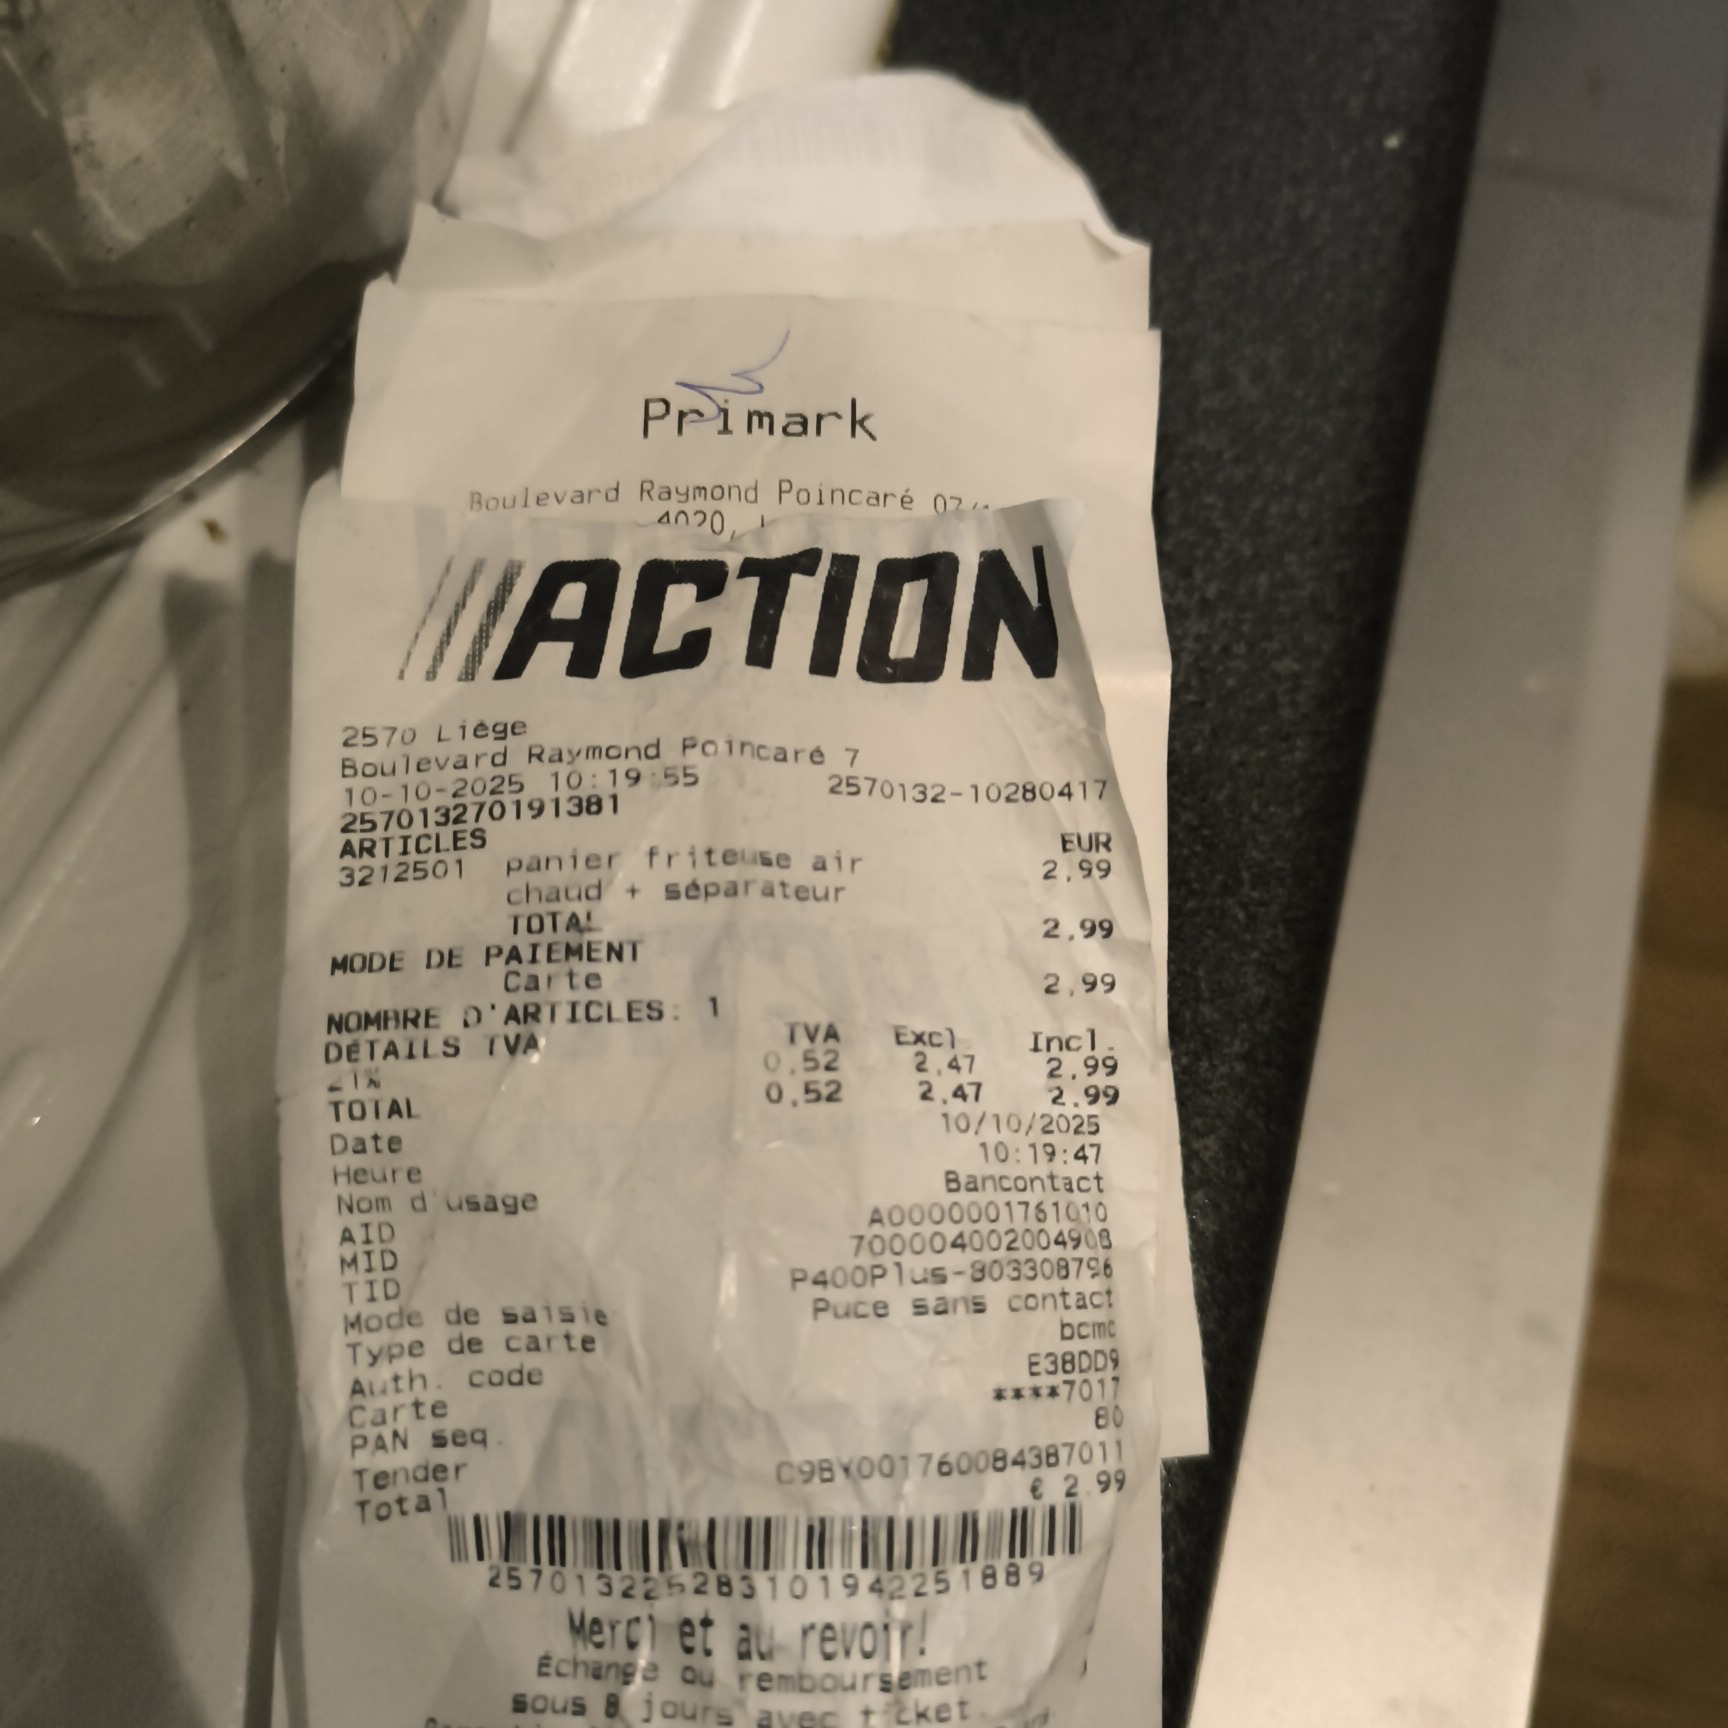 Primark
Boulevard Raymond Poincaré
4020,
ACTION
2570 Liège
Boulevard Raymond Poincaré 7
10-10-2025 10:19:55 2570132-10280417
257013270191381
ARTICLES EUR
3212501 panier friteuse air 2,99
chaud + séparateur
TOTAL 2,99
MODE DE PAIEMENT
Carte 2,99
NOMBRE D'ARTICLES: 1
DÉTAILS TVA TVA Excl. Incl.
21% 0,52 2,47 2,99
TOTAL 0,52 2,47 2,99
Date 10/10/2025
Heure 10:19:47
Nom d'usage Bancontact
AID A0000001761010
MID 700004002004908
TID P400Plus-803308796
Mode de saisie Puce sans contact
Type de carte bcmc
Auth. code E38DD9
Carte ****7017
PAN seq. 80
Tender C9BY001760084387011
Total € 2.99
257013225283101942251889
Merci et au revoir!
Échange ou remboursement
sous 8 jours avec ticket.